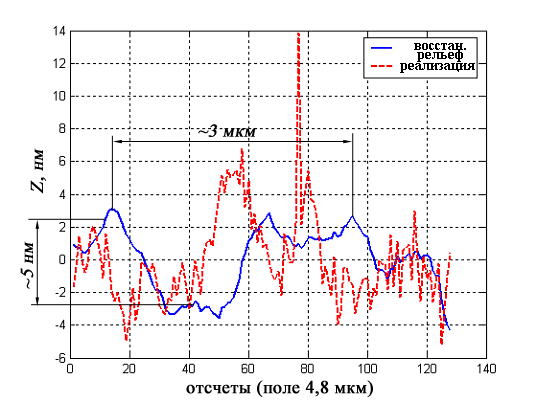 14
12
10
8
6
4
2
0
-2
-4
-6
Z, нм
~5 нм
~3 мкм
восстан.
рельеф
реализация
0 20 40 60 80 100 120 140
отсчеты (поле 4,8 мкм)